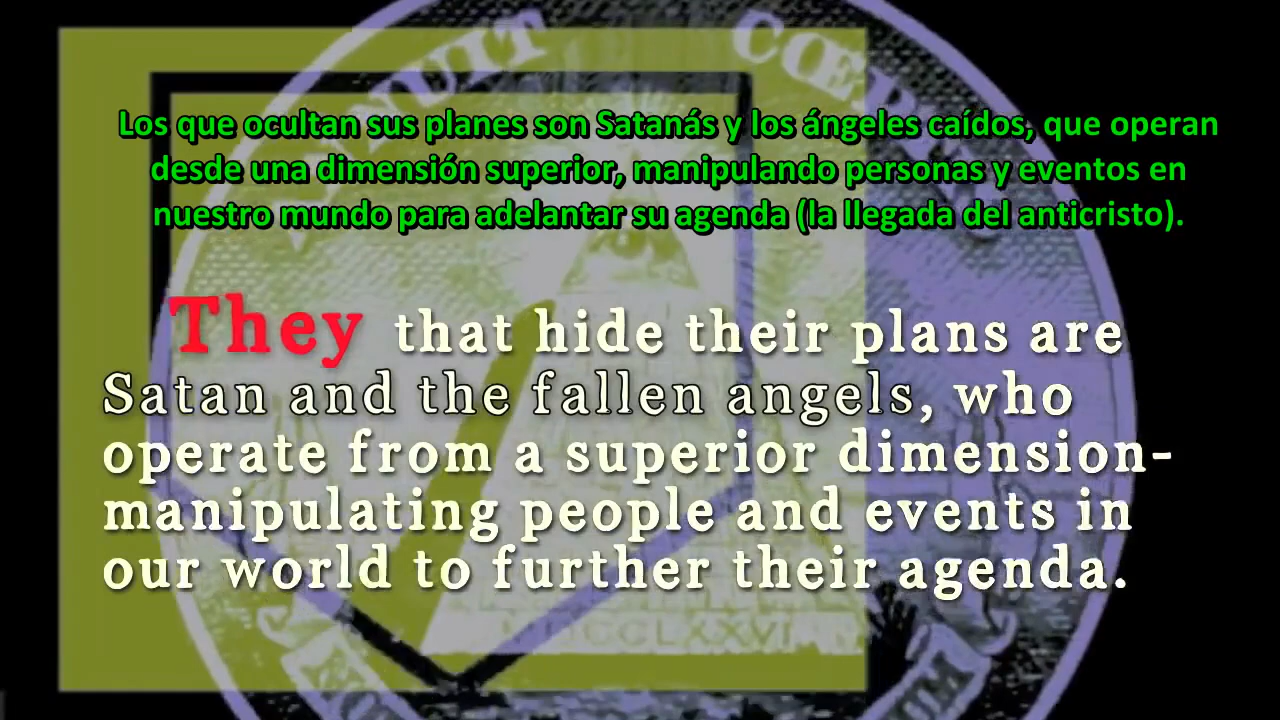 ANNUIT
CŒPTIS
Los que ocultan sus planes son Satanás y los ángeles caídos, que operan
desde una dimensión superior, manipulando personas y eventos en
nuestro mundo para adelantar su agenda (la llegada del anticristo).
They that hide their plans are
Satan and the fallen angels, who
operate from a superior dimension-
manipulating people and events in
our world to further their agenda.
MDCCLXXVI